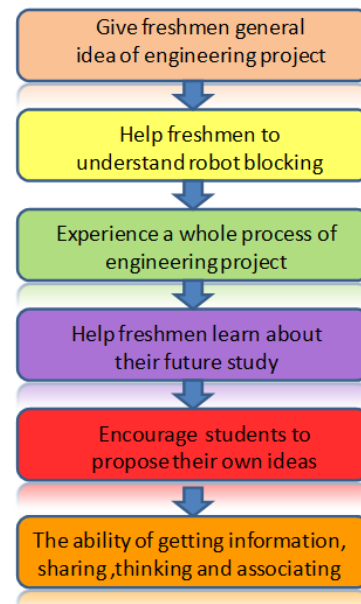 Give freshmen general
idea of engineering project
Help freshmen to
understand robot blocking
Experience a whole process of
engineering project
Help freshmen learn about
their future study
Encourage students to
propose their own ideas
The ability of getting information,
sharing ,thinking and associating